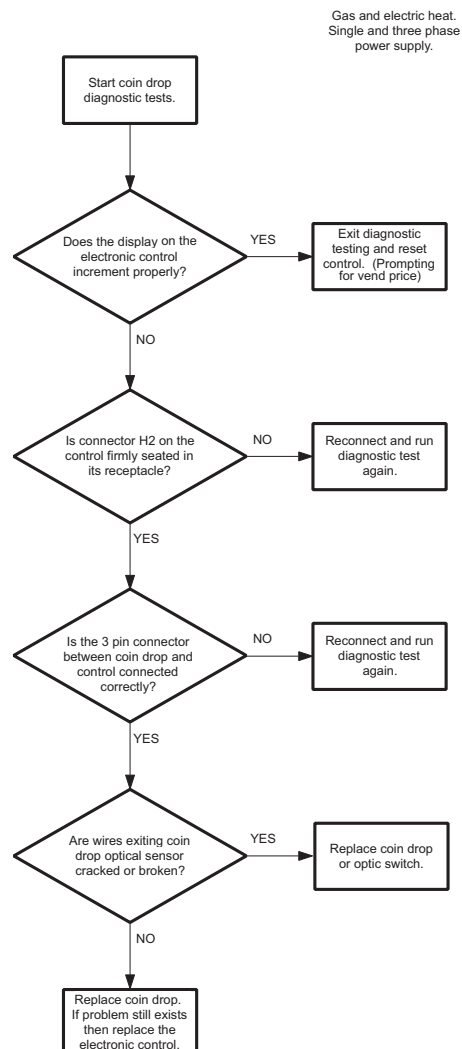 Gas and electric heat.
Single and three phase
power supply.
Start coin drop
diagnostic tests.
Does the display on the
electronic control
increment properly?
YES
Exit diagnostic
testing and reset
control. (Prompting
for vend price)
NO
Is connector H2 on the
control firmly seated in
its receptacle?
NO
Reconnect and run
diagnostic test
again.
YES
Is the 3 pin connector
between coin drop and
control connected
correctly?
NO
Reconnect and run
diagnostic test
again.
YES
Are wires exiting coin
drop optical sensor
cracked or broken?
YES
Replace coin drop
or optic switch.
NO
Replace coin drop.
If problem still exists
then replace the
electronic control.